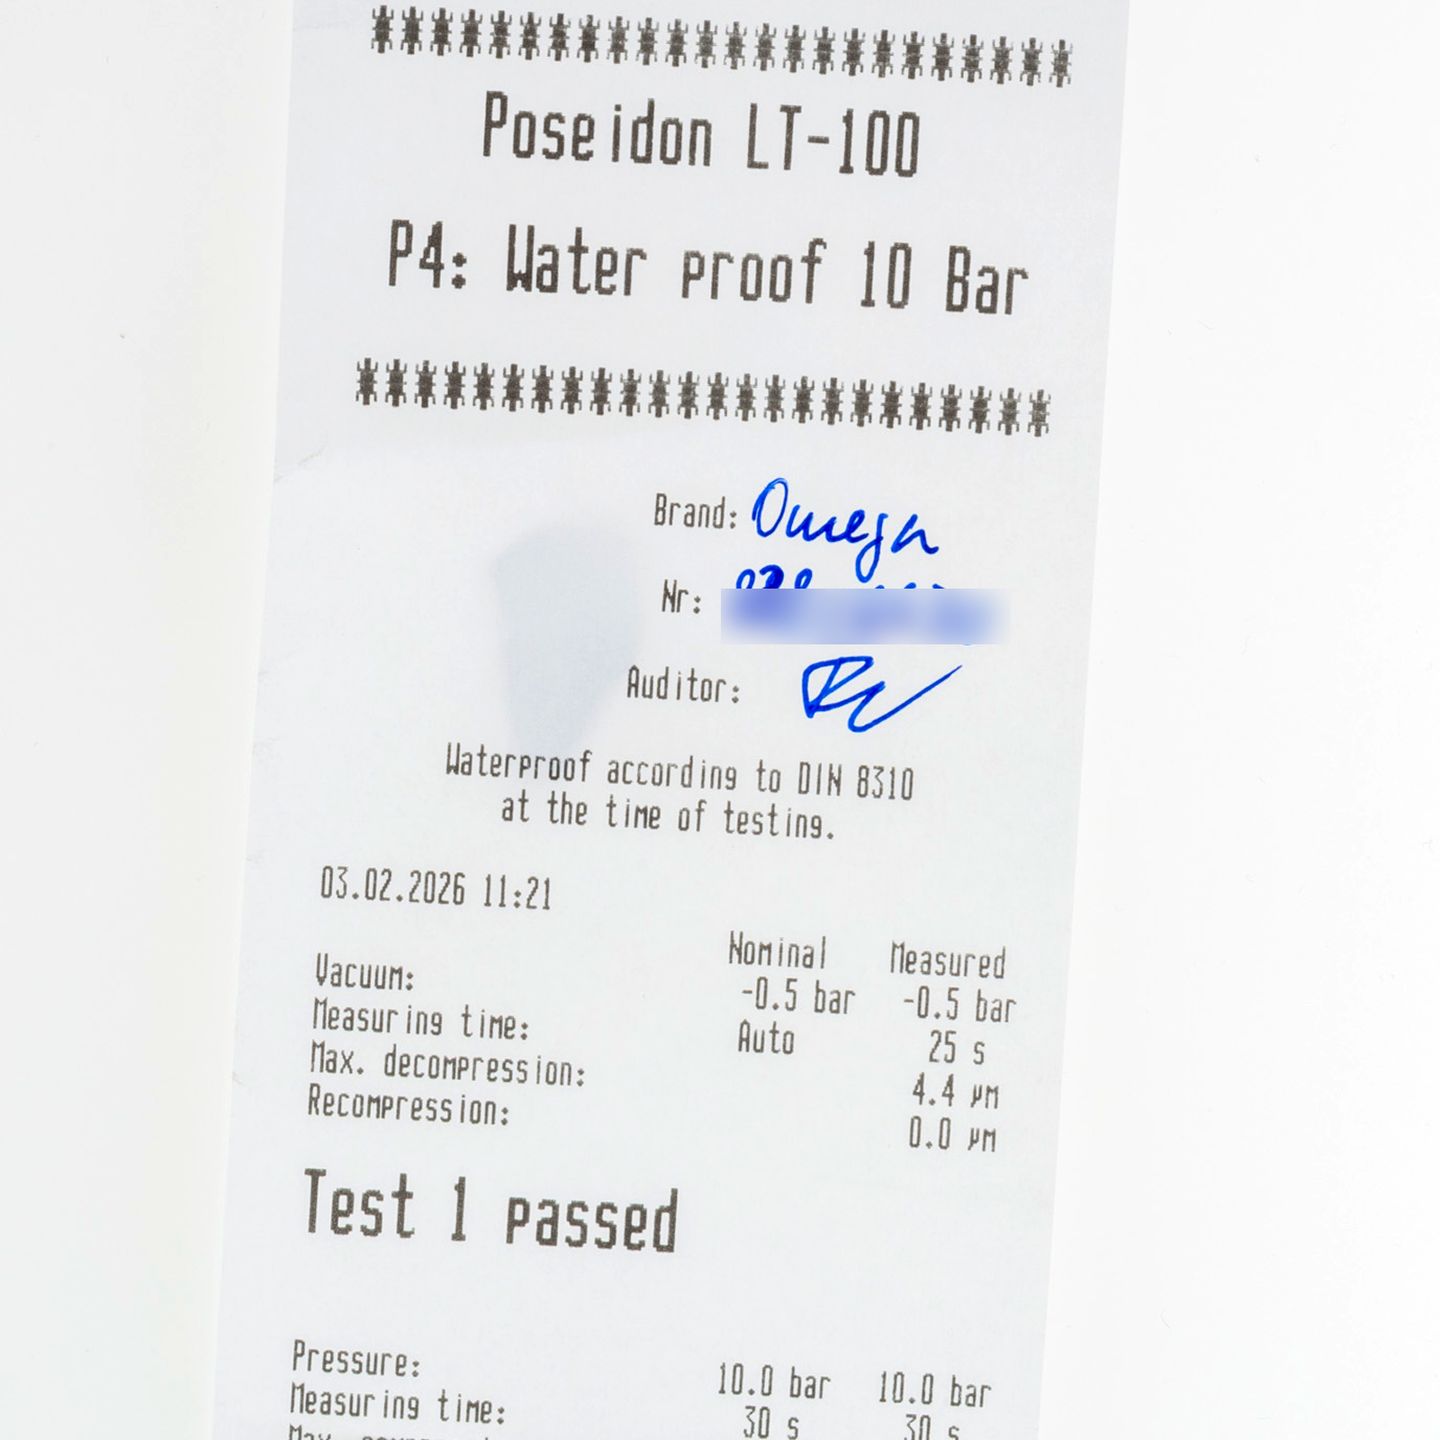 Poseidon LT-100
P4: Water proof 10 Bar
Brand: Omega
Nr:
Auditor:
Waterproof according to DIN 8310
at the time of testing.
03.02.2026 11:21
Nominal Measured
Vacuum: -0.5 bar -0.5 bar
Measuring time: Auto 25 s
Max. decompression: 4.4 µm
Recompression: 0.0 µm
Test 1 passed
Pressure: 10.0 bar 10.0 bar
Measuring time: 30 s 30 s